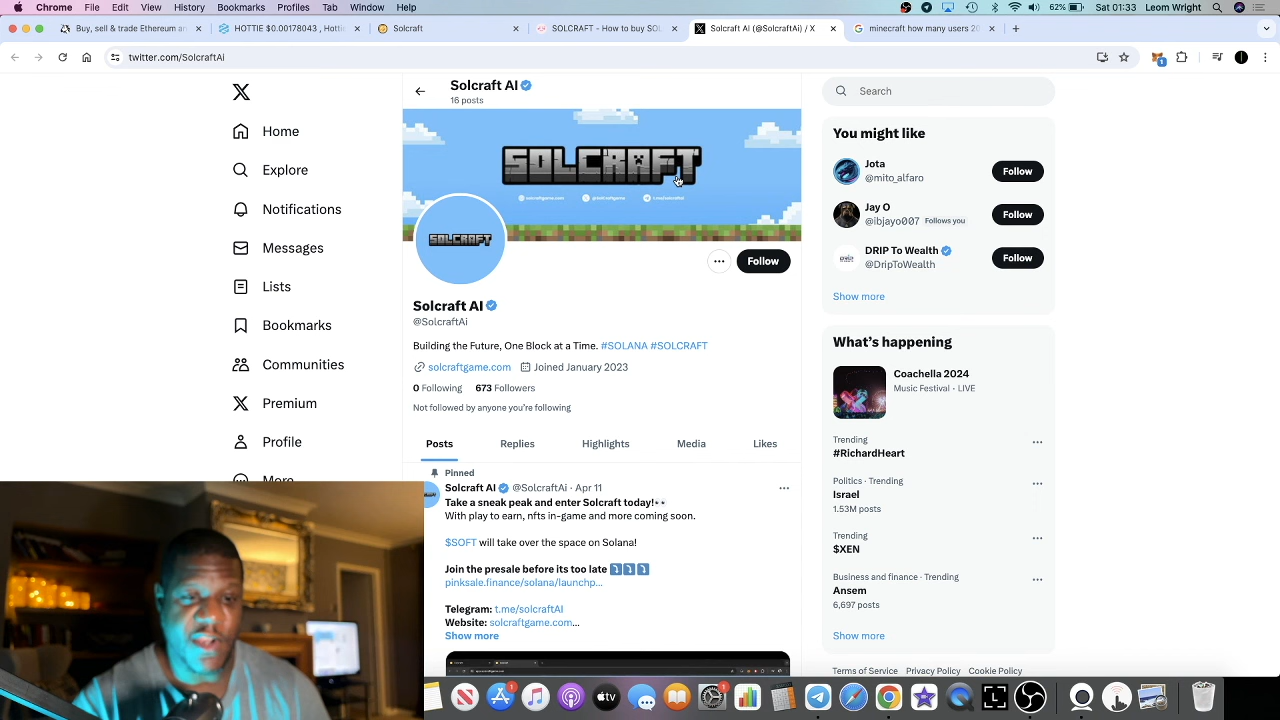 Chrome File Edit View History Bookmarks Profiles Tab Window Help
62% Sat 01:33 Leom Wright
Buy, sell & trade Ethereum an
HOTTIE $0.00178043 , Hottie
Solcraft
SOLCRAFT - How to buy SOL
Solcraft AI (@SolcraftAi) / X
minecraft how many users 20
twitter.com/SolcraftAi
Home
Explore
Notifications
Messages
Lists
Bookmarks
Communities
Premium
Profile
More
Solcraft AI
16 posts
SOLCRAFT
solcraftgame.com
SOLCRAFT
Follow
Solcraft AI
@SolcraftAi
Building the Future, One Block at a Time. #SOLANA #SOLCRAFT
solcraftgame.com Joined January 2023
0 Following 673 Followers
Not followed by anyone you're following
Posts Replies Highlights Media Likes
Pinned
Solcraft AI @SolcraftAi · Apr 11
Take a sneak peak and enter Solcraft today!👀
With play to earn, nfts in-game and more coming soon.
$SOFT will take over the space on Solana!
Join the presale before its too late ⤵️⤵️⤵️
pinksale.finance/solana/launchp...
Telegram: t.me/solcraftAI
Website: solcraftgame.com...
Show more
Search
You might like
Jota
@mito_alfaro
Follow
Jay O
@ibjayo007 Follows you
Follow
DRIP To Wealth
@DripToWealth
Follow
Show more
What's happening
Coachella 2024
Music Festival · LIVE
Trending
#RichardHeart
Politics · Trending
Israel
1.53M posts
Trending
$XEN
Business and finance · Trending
Ansem
6,697 posts
Show more
Terms of Service Privacy Policy Cookie Policy